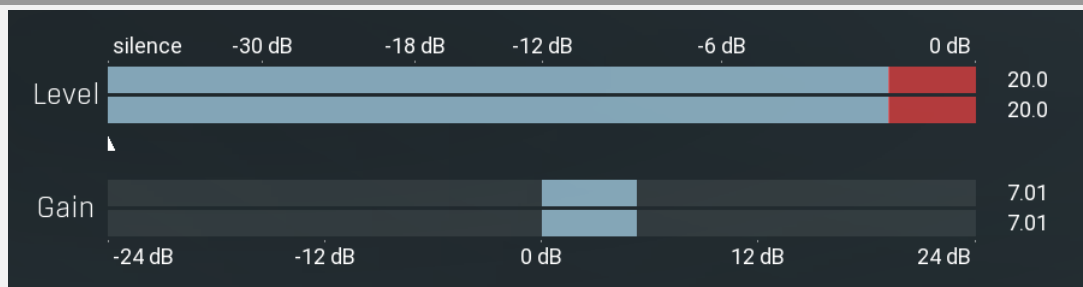 silence -30 dB -18 dB -12 dB -6 dB 0 dB
Level 20.0
20.0
Gain 7.01
7.01
-24 dB -12 dB 0 dB 12 dB 24 dB